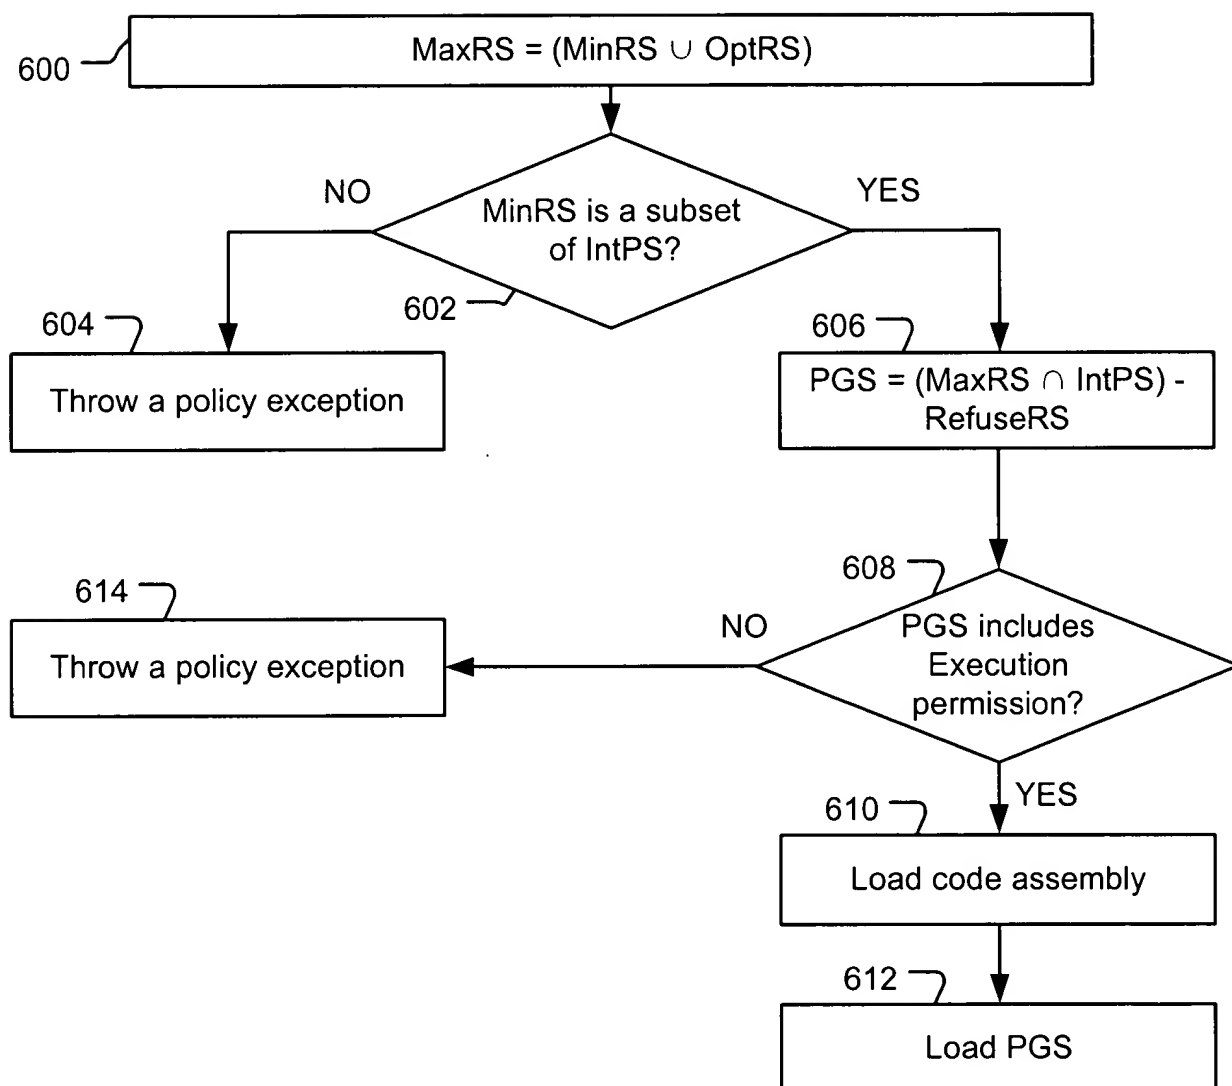 600
MaxRS = (MinRS ∪ OptRS)
NO
YES
MinRS is a subset
of IntPS?
602
604
Throw a policy exception
606
PGS = (MaxRS ∩ IntPS) -
RefuseRS
608
PGS includes
Execution
permission?
NO
614
Throw a policy exception
YES
610
Load code assembly
612
Load PGS